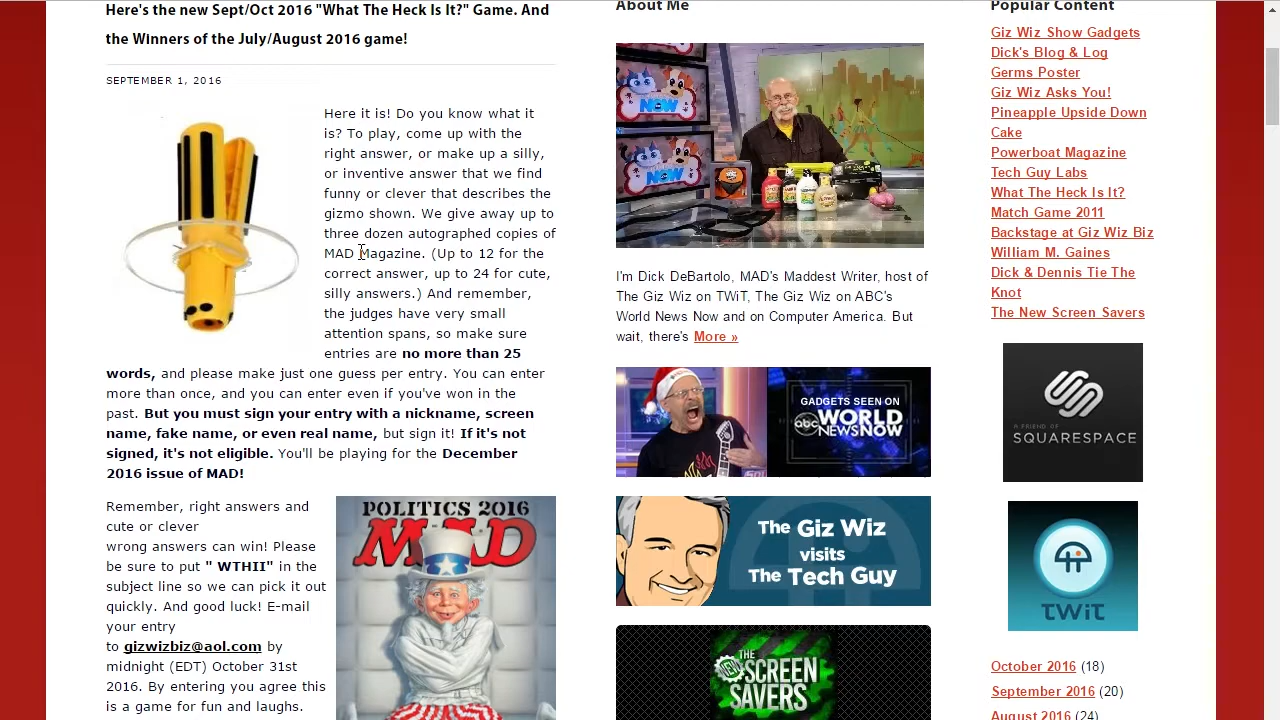 Here's the new Sept/Oct 2016 "What The Heck Is It?" Game. And
the Winners of the July/August 2016 game!
SEPTEMBER 1, 2016
Here it is! Do you know what it
is? To play, come up with the
right answer, or make up a silly,
or inventive answer that we find
funny or clever that describes the
gizmo shown. We give away up to
three dozen autographed copies of
MAD Magazine. (Up to 12 for the
correct answer, up to 24 for cute,
silly answers.) And remember,
the judges have very small
attention spans, so make sure
entries are no more than 25
words, and please make just one guess per entry. You can enter
more than once, and you can enter even if you've won in the
past. But you must sign your entry with a nickname, screen
name, fake name, or even real name, but sign it! If it's not
signed, it's not eligible. You'll be playing for the December
2016 issue of MAD!
Remember, right answers and
cute or clever
wrong answers can win! Please
be sure to put " WTHII" in the
subject line so we can pick it out
quickly. And good luck! E-mail
your entry
to gizwizbiz@aol.com by
midnight (EDT) October 31st
2016. By entering you agree this
is a game for fun and laughs.
POLITICS 2016
MAD
About Me
NOW
NOW
I'm Dick DeBartolo, MAD's Maddest Writer, host of
The Giz Wiz on TWiT, The Giz Wiz on ABC's
World News Now and on Computer America. But
wait, there's More »
GADGETS SEEN ON
abc WORLD
NEWS NOW
The Giz Wiz
visits
The Tech Guy
THE
NEW
SCREEN
SAVERS
Popular Content
Giz Wiz Show Gadgets
Dick's Blog & Log
Germs Poster
Giz Wiz Asks You!
Pineapple Upside Down
Cake
Powerboat Magazine
Tech Guy Labs
What The Heck Is It?
Match Game 2011
Backstage at Giz Wiz Biz
William M. Gaines
Dick & Dennis Tie The
Knot
The New Screen Savers
A FRIEND OF
SQUARESPACE
TWiT
October 2016 (18)
September 2016 (20)
August 2016 (24)